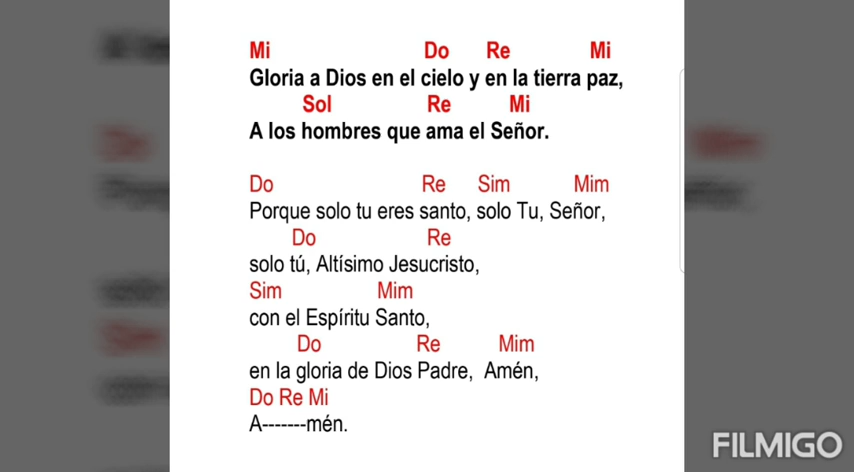 Mi Do Re Mi
Gloria a Dios en el cielo y en la tierra paz,
Sol Re Mi
A los hombres que ama el Señor.
Do Re Sim Mim
Porque solo tu eres santo, solo Tu, Señor,
Do Re
solo tú, Altísimo Jesucristo,
Sim Mim
con el Espíritu Santo,
Do Re Mim
en la gloria de Dios Padre, Amén,
Do Re Mi
A-------mén.
FILMIGO